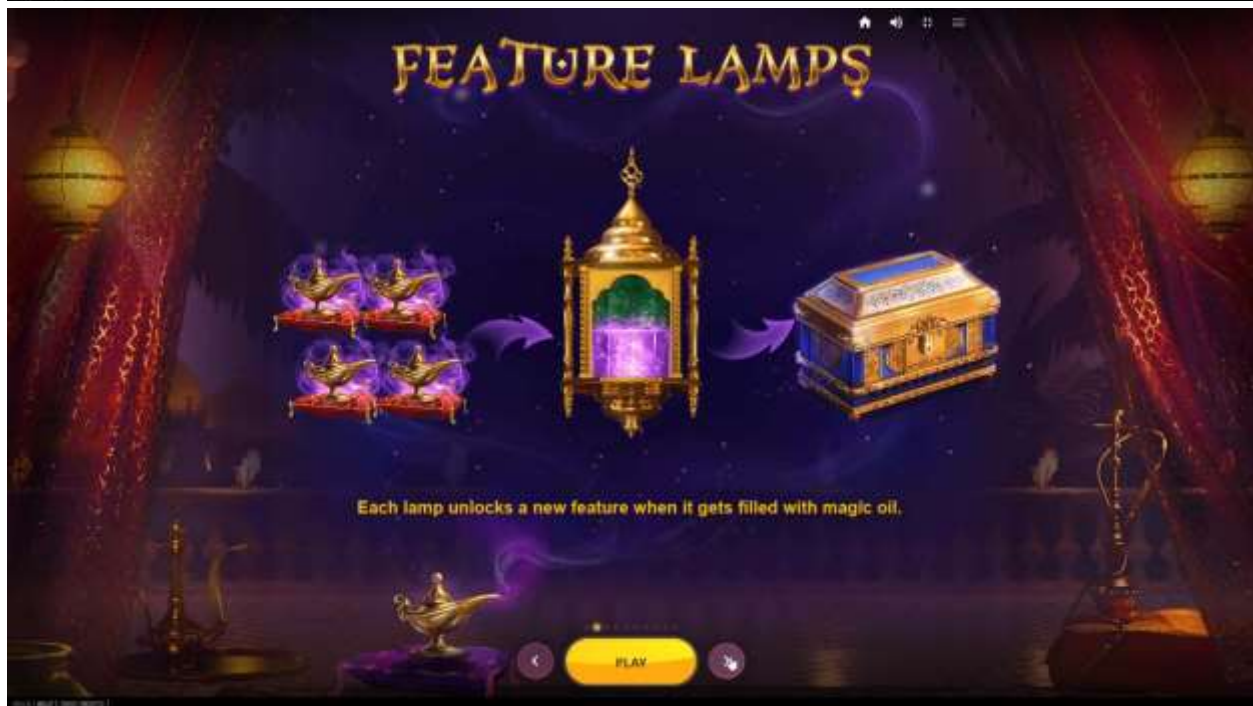 FEATURE LAMPS
Each lamp unlocks a new feature when it gets filled with magic oil.
PLAY